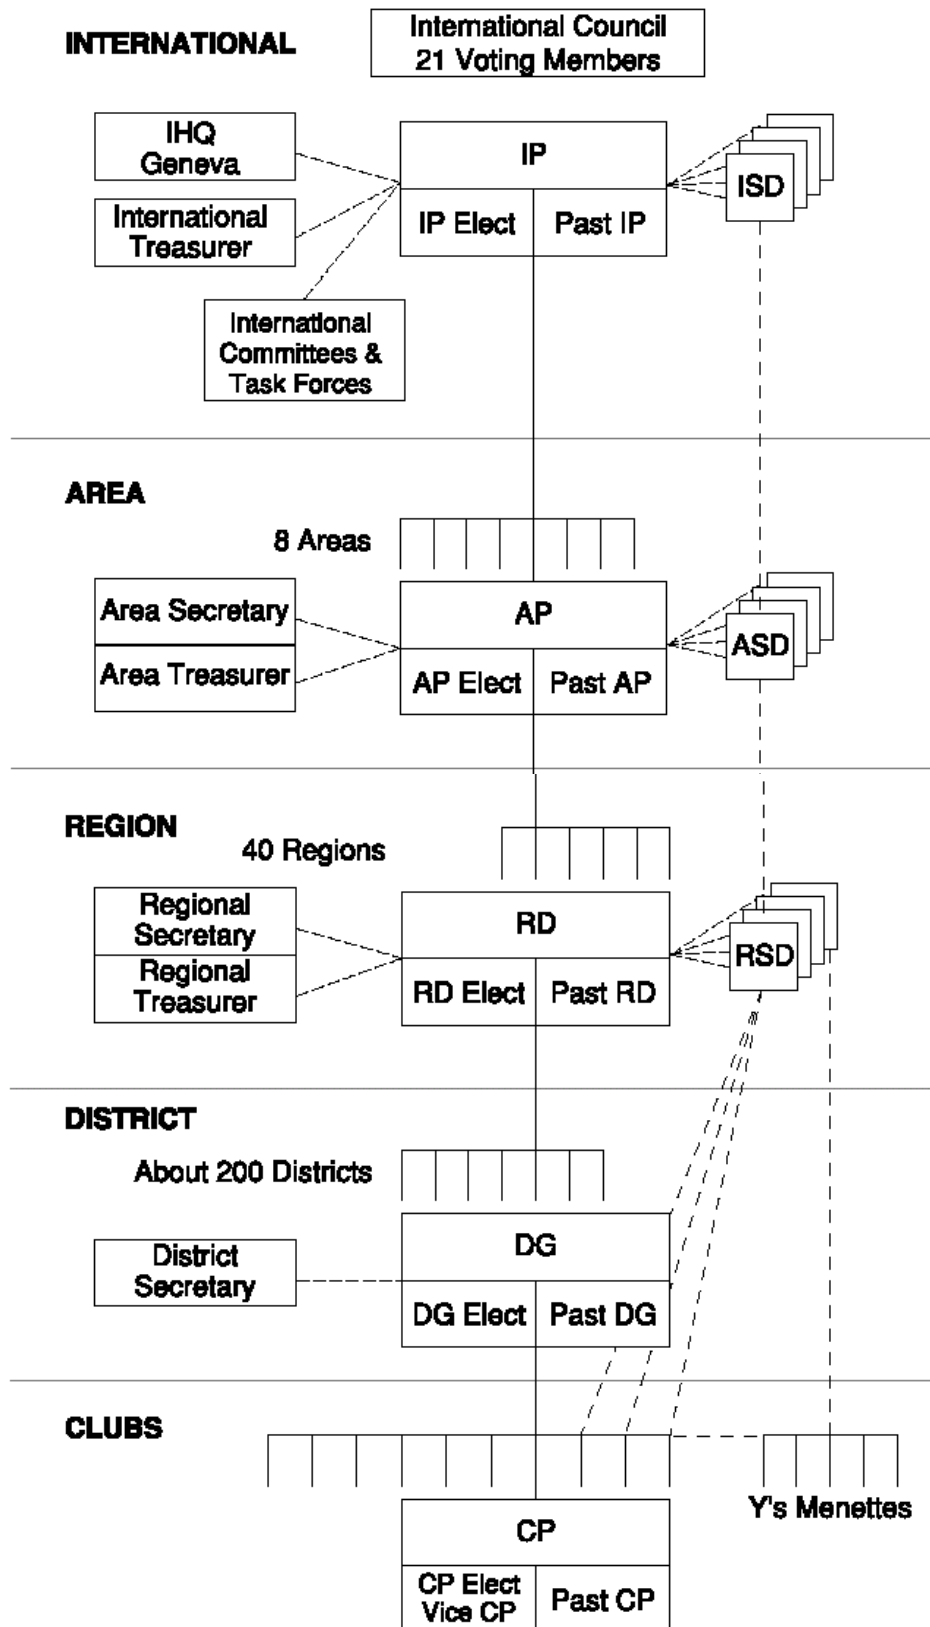 International Council
21 Voting Members
INTERNATIONAL
IHQ
Geneva
IP
ISD
International
Treasurer
IP Elect
Past IP
International
Committees &
Task Forces
AREA
8 Areas
Area Secretary
AP
ASD
Area Treasurer
AP Elect
Past AP
REGION
40 Regions
Regional
Secretary
RD
RSD
Regional
Treasurer
RD Elect
Past RD
DISTRICT
About 200 Districts
District
Secretary
DG
DG Elect
Past DG
CLUBS
Y's Menettes
CP
CP Elect
Vice CP
Past CP